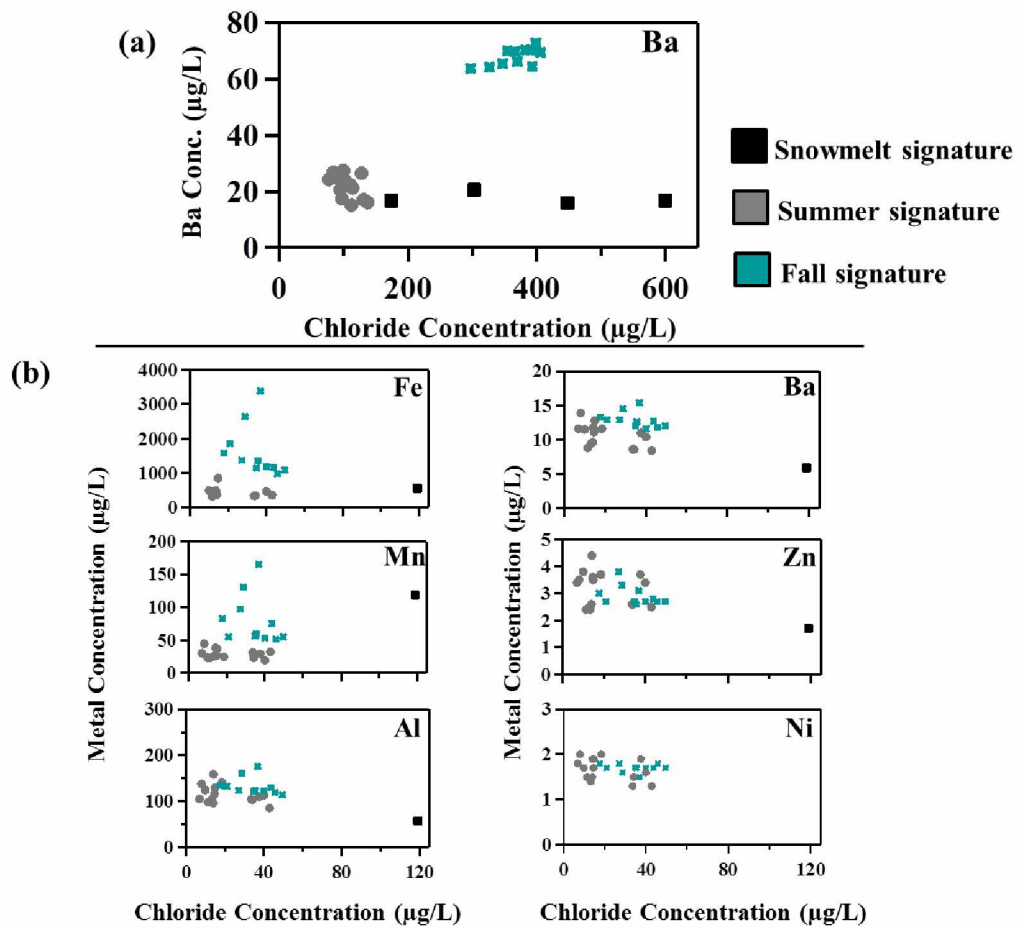 (a)
Ba Conc. (µg/L)
80
60
40
20
0
Ba
0
200
400
600
Chloride Concentration (µg/L)
Snowmelt signature
Summer signature
Fall signature
(b)
Metal Concentration (µg/L)
4000
3000
2000
1000
0
Fe
200
150
100
50
0
Mn
300
200
100
0
Al
0
40
80
120
Chloride Concentration (µg/L)
Metal Concentration (µg/L)
20
15
10
5
0
Ba
5
4
3
2
1
0
Zn
3
2
1
0
Ni
0
40
80
120
Chloride Concentration (µg/L)